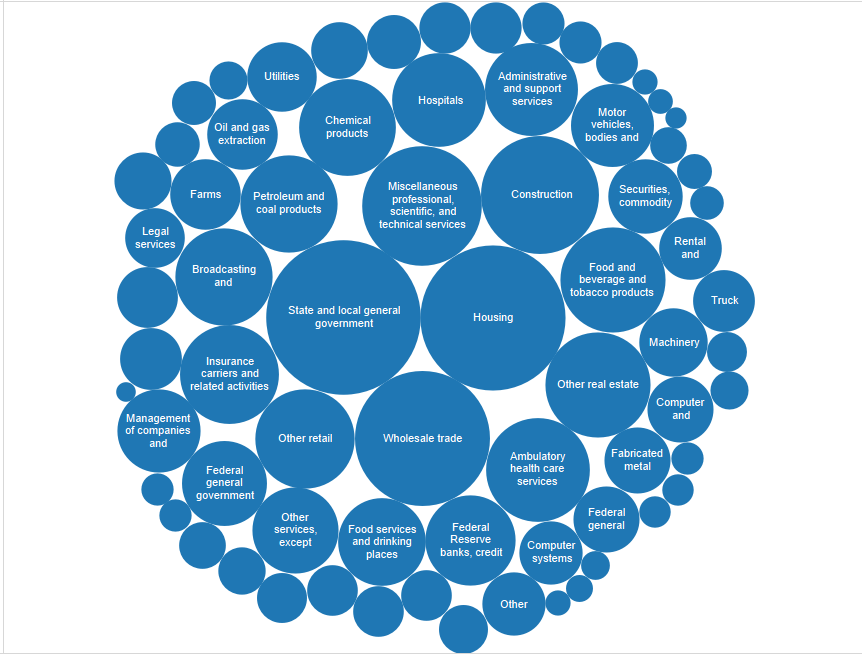 Utilities
Administrative
and support
services
Hospitals
Chemical
products
Motor
vehicles,
bodies and
Oil and gas
extraction
Farms
Petroleum and
coal products
Miscellaneous
professional,
scientific, and
technical services
Construction
Securities,
commodity
Legal
services
Rental
and
Broadcasting
and
Food and
beverage and
tobacco products
Truck
State and local general
government
Housing
Machinery
Insurance
carriers and
related activities
Other real estate
Computer
and
Management
of companies
and
Other retail
Wholesale trade
Ambulatory
health care
services
Fabricated
metal
Federal
general
government
Other
services,
except
Food services
and drinking
places
Federal
Reserve
banks, credit
Federal
general
Computer
systems
Other